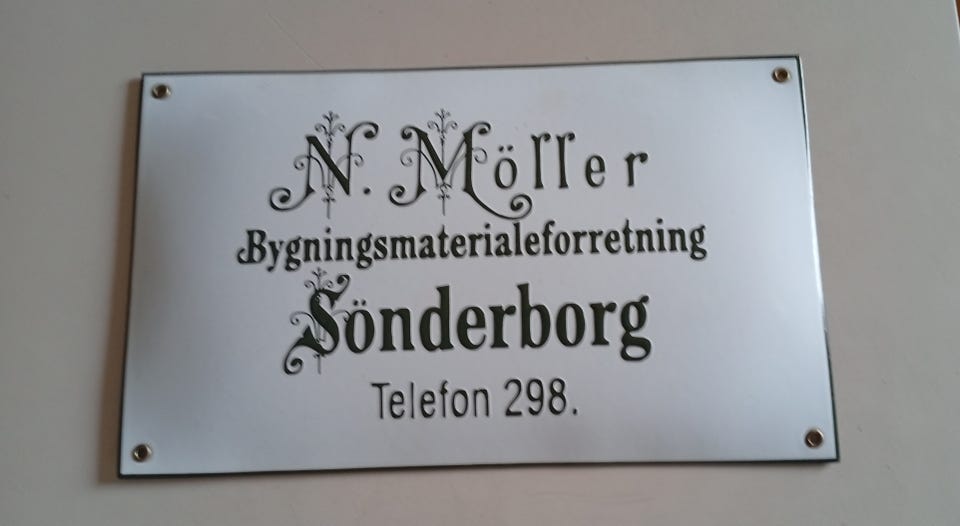 N. Möller
Bygningsmaterialeforretning
Sönderborg
Telefon 298.